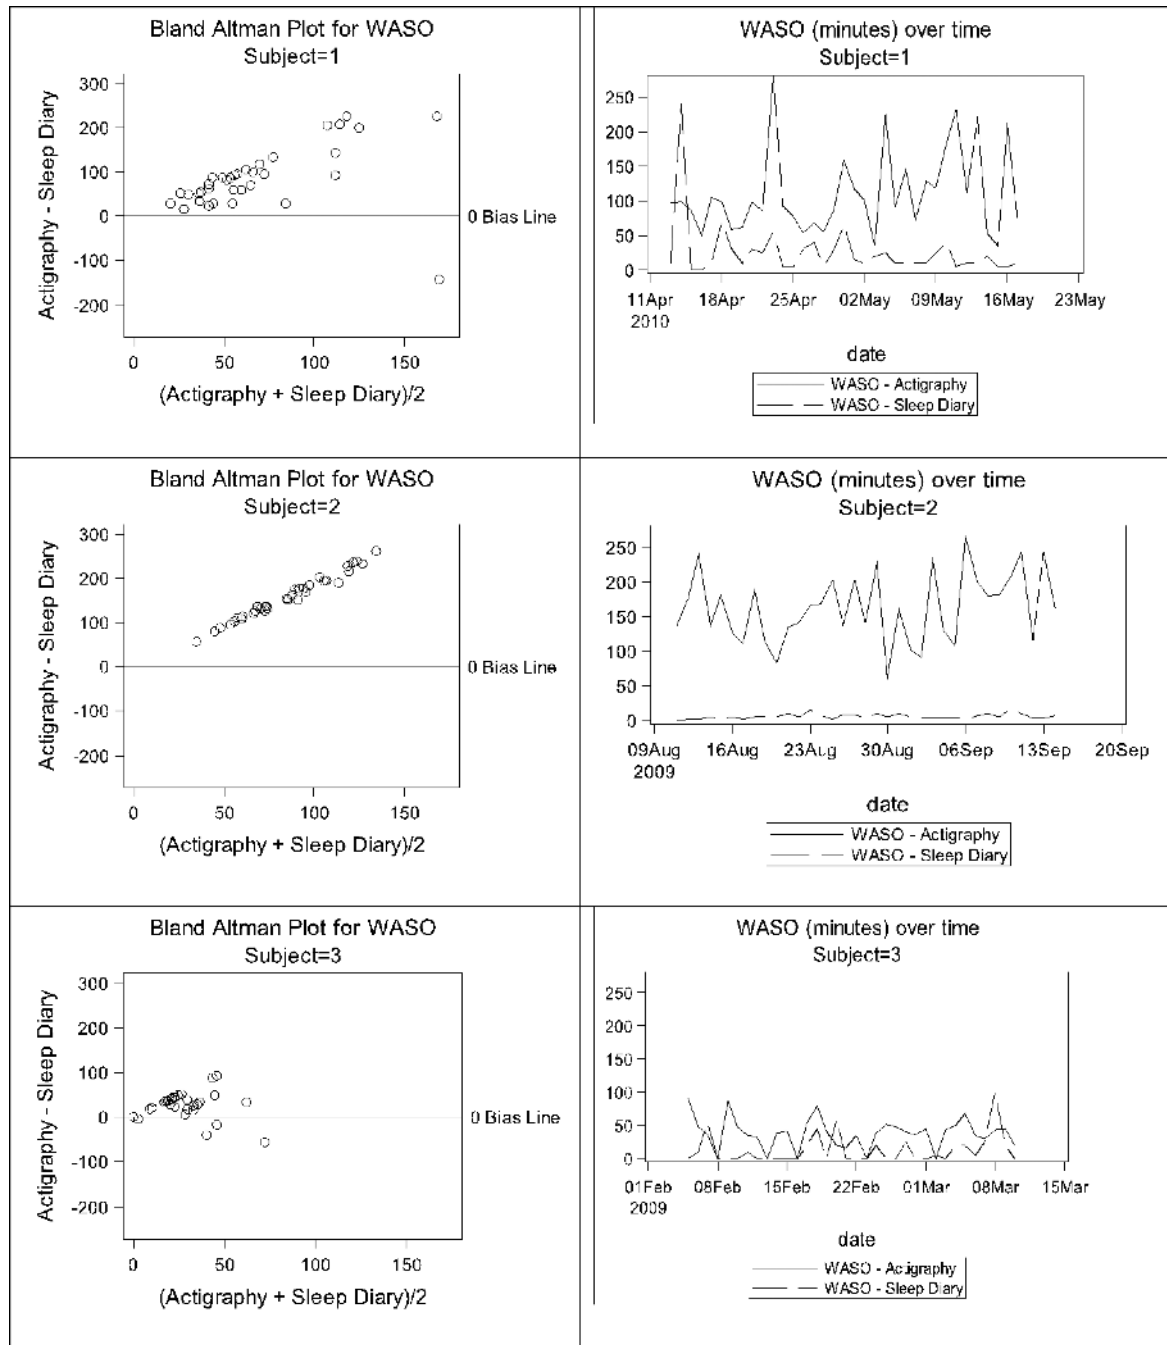 Bland Altman Plot for WASO
Subject=1
300
200
100
0
-100
-200
Actigraphy - Sleep Diary
0 Bias Line
0 50 100 150
(Actigraphy + Sleep Diary)/2
WASO (minutes) over time
Subject=1
250
200
150
100
50
0
11Apr 18Apr 25Apr 02May 09May 16May 23May
2010
date
WASO - Actigraphy
WASO - Sleep Diary
Bland Altman Plot for WASO
Subject=2
300
200
100
0
-100
-200
Actigraphy - Sleep Diary
0 Bias Line
0 50 100 150
(Actigraphy + Sleep Diary)/2
WASO (minutes) over time
Subject=2
250
200
150
100
50
0
09Aug 16Aug 23Aug 30Aug 06Sep 13Sep 20Sep
2009
date
WASO - Actigraphy
WASO - Sleep Diary
Bland Altman Plot for WASO
Subject=3
300
200
100
0
-100
-200
Actigraphy - Sleep Diary
0 Bias Line
0 50 100 150
(Actigraphy + Sleep Diary)/2
WASO (minutes) over time
Subject=3
250
200
150
100
50
0
01Feb 08Feb 15Feb 22Feb 01Mar 08Mar 15Mar
2009
date
WASO - Actigraphy
WASO - Sleep Diary